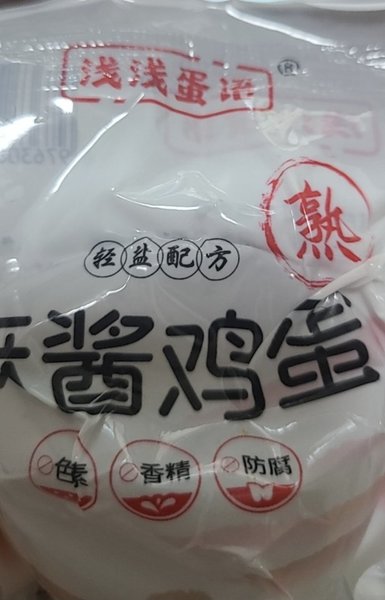 浅浅蛋语®
熟
轻盐配方
酱鸡蛋
色素 香精 防腐